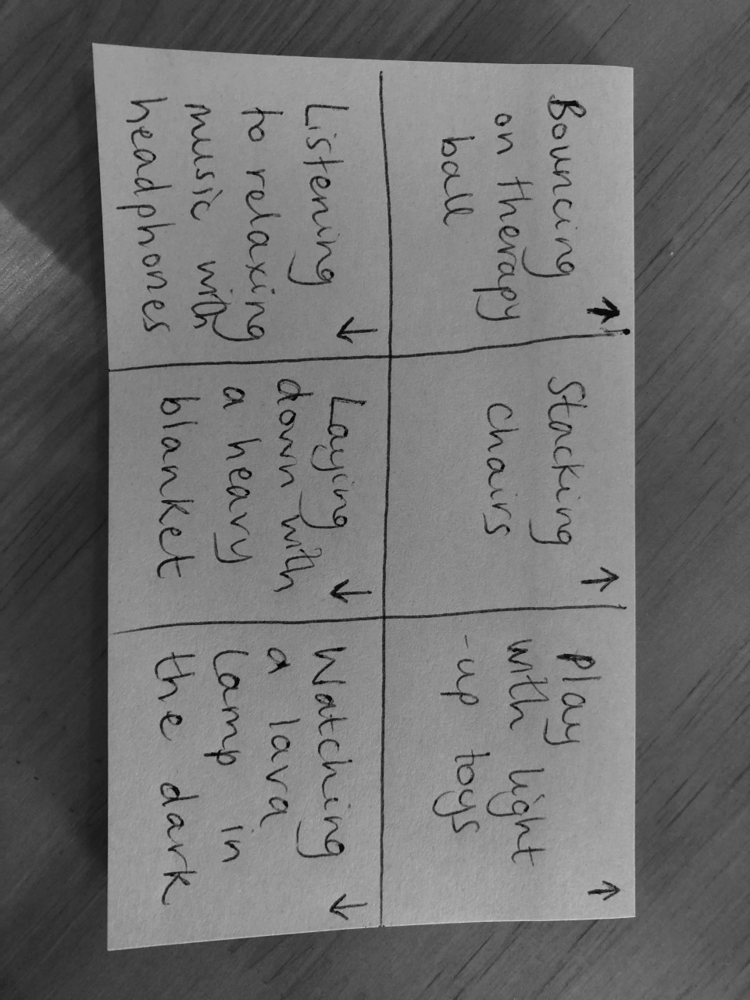 Bouncing ↑
on therapy
ball
Stacking ↑
chairs
Play ↑
with light
-up toys
Listening ↓
to relaxing
music with
headphones
Laying ↓
down with
a heavy
blanket
Watching ↓
a lava
lamp in
the dark